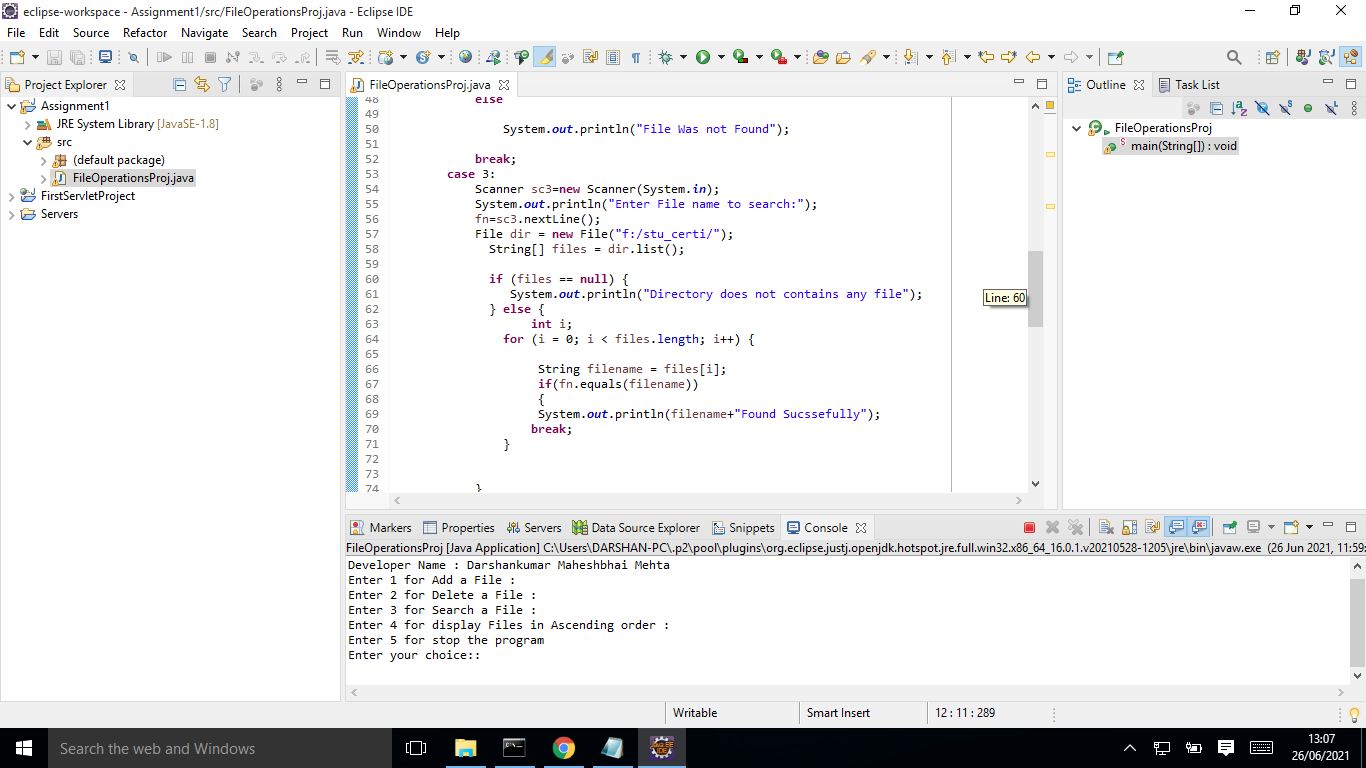 eclipse-workspace - Assignment1/src/FileOperationsProj.java - Eclipse IDE
File Edit Source Refactor Navigate Search Project Run Window Help
Project Explorer
Assignment1
JRE System Library [JavaSE-1.8]
src
(default package)
FileOperationsProj.java
FirstServletProject
Servers
FileOperationsProj.java
48 else
49
50 System.out.println("File Was not Found");
51
52 break;
53 case 3:
54 Scanner sc3=new Scanner(System.in);
55 System.out.println("Enter File name to search:");
56 fn=sc3.nextLine();
57 File dir = new File("f:/stu_certi/");
58 String[] files = dir.list();
59
60 if (files == null) {
61 System.out.println("Directory does not contains any file");
62 } else {
63 int i;
64 for (i = 0; i < files.length; i++) {
65
66 String filename = files[i];
67 if(fn.equals(filename))
68 {
69 System.out.println(filename+"Found Sucssefully");
70 break;
71 }
72
73
74 }
Line: 60
Outline Task List
FileOperationsProj
main(String[]) : void
Markers Properties Servers Data Source Explorer Snippets Console
FileOperationsProj [Java Application] C:\Users\DARSHAN-PC\.p2\pool\plugins\org.eclipse.justj.openjdk.hotspot.jre.full.win32.x86_64_16.0.1.v20210528-1205\jre\bin\javaw.exe (26 Jun 2021, 11:59:
Developer Name : Darshankumar Maheshbhai Mehta
Enter 1 for Add a File :
Enter 2 for Delete a File :
Enter 3 for Search a File :
Enter 4 for display Files in Ascending order :
Enter 5 for stop the program
Enter your choice::
Writable Smart Insert 12 : 11 : 289
Search the web and Windows
13:07
26/06/2021